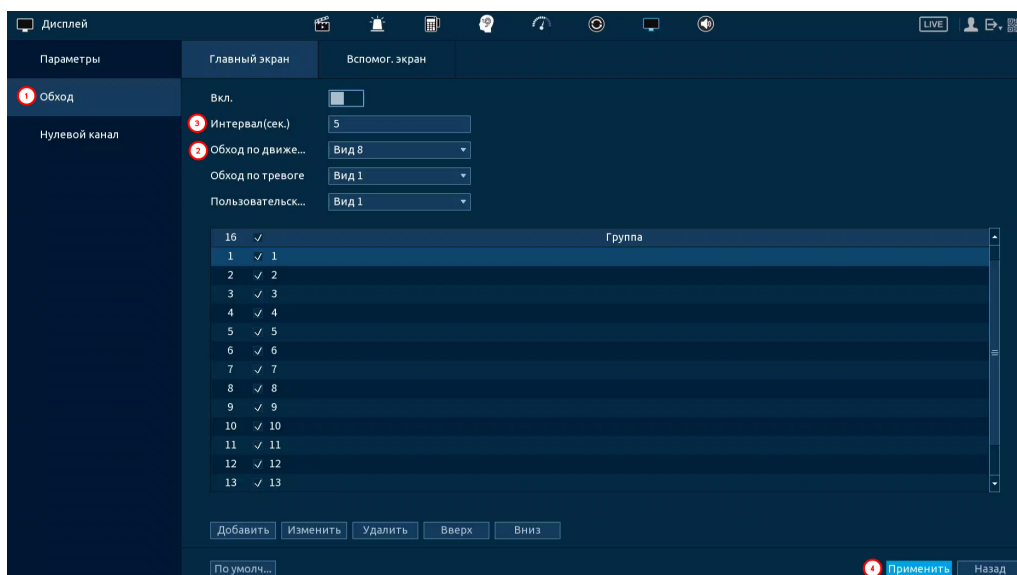 Дисплей
LIVE
Параметры
Главный экран
Вспомог. экран
1 Обход
Вкл.
3 Интервал(сек.)
5
Нулевой канал
2 Обход по движе...
Вид 8
Обход по тревоге
Вид 1
Пользовательск...
Вид 1
16 Группа
1 1
2 2
3 3
4 4
5 5
6 6
7 7
8 8
9 9
10 10
11 11
12 12
13 13
Добавить Изменить Удалить Вверх Вниз
По умолч...
4 Применить Назад